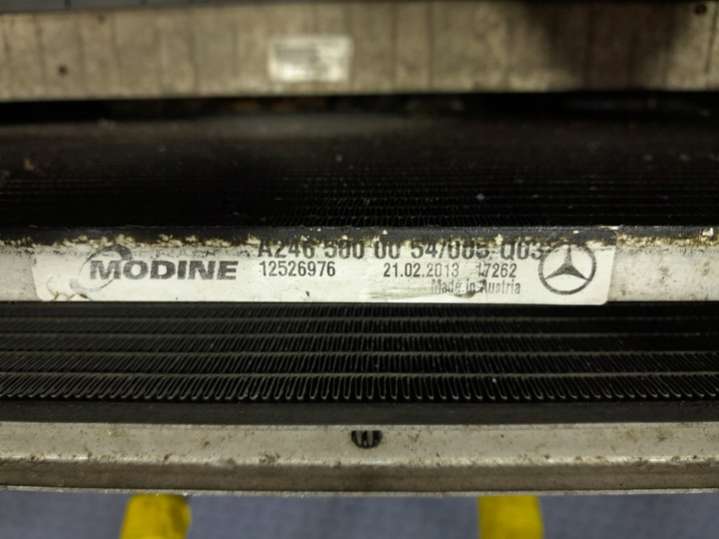 A246 500 00 54/005 Q03
MODINE
12526976 21.02.2013 17262
Made in Austria